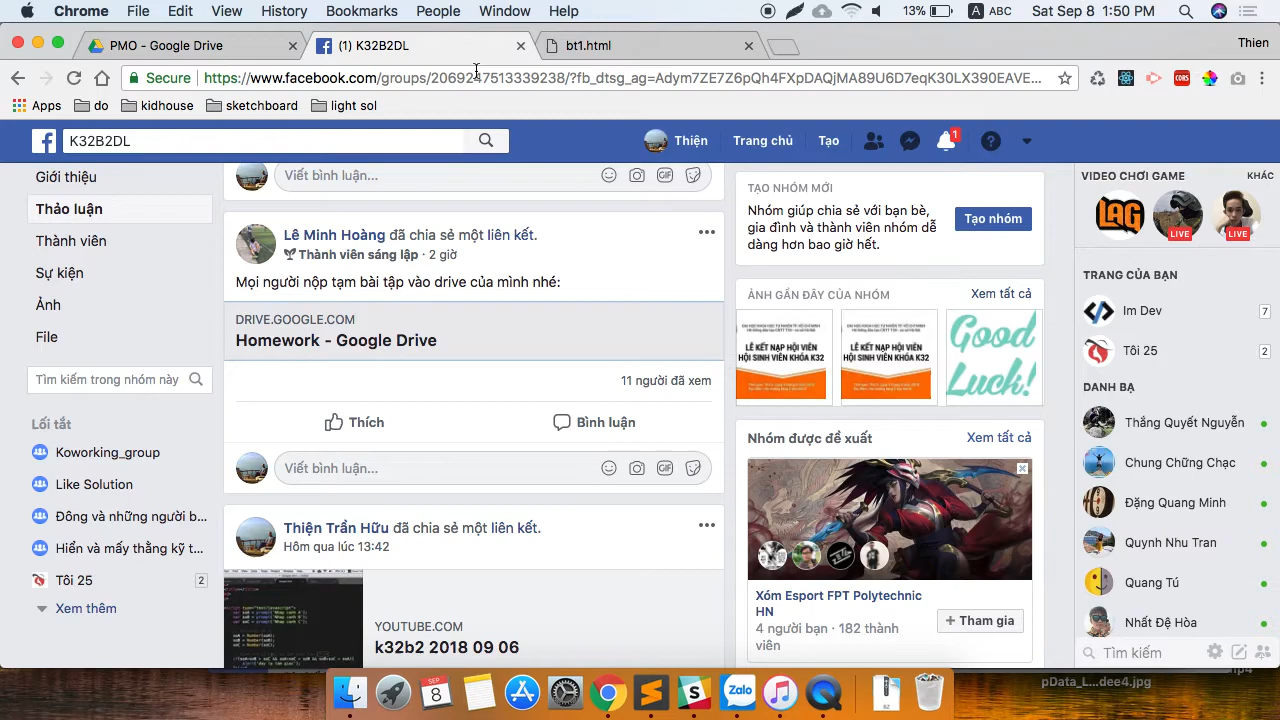 Chrome File Edit View History Bookmarks People Window Help 13% A ABC Sat Sep 8 1:50 PM
PMO - Google Drive
(1) K32B2DL
bt1.html
Thien
Secure https://www.facebook.com/groups/2069247513339238/?fb_dtsg_ag=Adym7ZE7Z6pQh4FXpDAQjMA89U6D7eqK30LX390EAVE...
Apps do kidhouse sketchboard light sol
K32B2DL
Thiện Trang chủ Tạo 1
Giới thiệu
Thảo luận
Thành viên
Sự kiện
Ảnh
File
Tìm kiếm trong nhóm này
Lối tắt
Koworking_group
Like Solution
Đông và những người b...
Hiển và mấy thằng kỹ t...
Tôi 25 2
Xem thêm
Viết bình luận...
GIF
Lê Minh Hoàng đã chia sẻ một liên kết.
Thành viên sáng lập · 2 giờ
Mọi người nộp tạm bài tập vào drive của mình nhé:
DRIVE.GOOGLE.COM
Homework - Google Drive
11 người đã xem
Thích Bình luận
Viết bình luận...
GIF
Thiện Trần Hữu đã chia sẻ một liên kết.
Hôm qua lúc 13:42
YOUTUBE.COM
TẠO NHÓM MỚI
Nhóm giúp chia sẻ với bạn bè,
gia đình và thành viên nhóm dễ
dàng hơn bao giờ hết.
Tạo nhóm
ẢNH GẦN ĐÂY CỦA NHÓM Xem tất cả
LỄ KẾT NẠP HỘI VIÊN
HỘI SINH VIÊN KHÓA K32
LỄ KẾT NẠP HỘI VIÊN
HỘI SINH VIÊN KHÓA K32
Good
Luck!
Nhóm được đề xuất Xem tất cả
Xóm Esport FPT Polytechnic
HN
4 người bạn · 182 thành
viên
+ Tham gia
VIDEO CHƠI GAME KHÁC
LAG
LIVE
LIVE
TRANG CỦA BẠN
Im Dev 7
Tôi 25 2
DANH BẠ
Thắng Quyết Nguyễn
Chung Chững Chạc
Đặng Quang Minh
Quynh Nhu Tran
Quang Tú
Nhất Đệ Hòa
Tìm kiếm
pData_L...dee4.jpg
SEP
8
Zalo